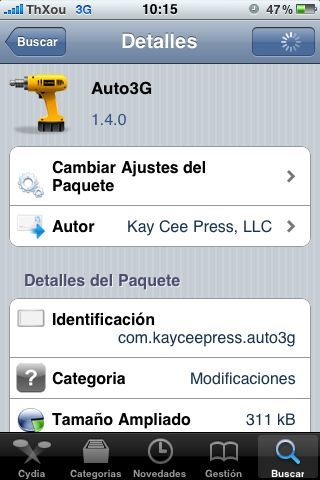 ThXou 3G 10:15 47%
Buscar Detalles
Auto3G
1.4.0
Cambiar Ajustes del
Paquete
Autor Kay Cee Press, LLC
Detalles del Paquete
Identificación
com.kayceepress.auto3g
? Categoria Modificaciones
Tamaño Ampliado 311 kB
Cydia Categorias Novedades Gestión Buscar